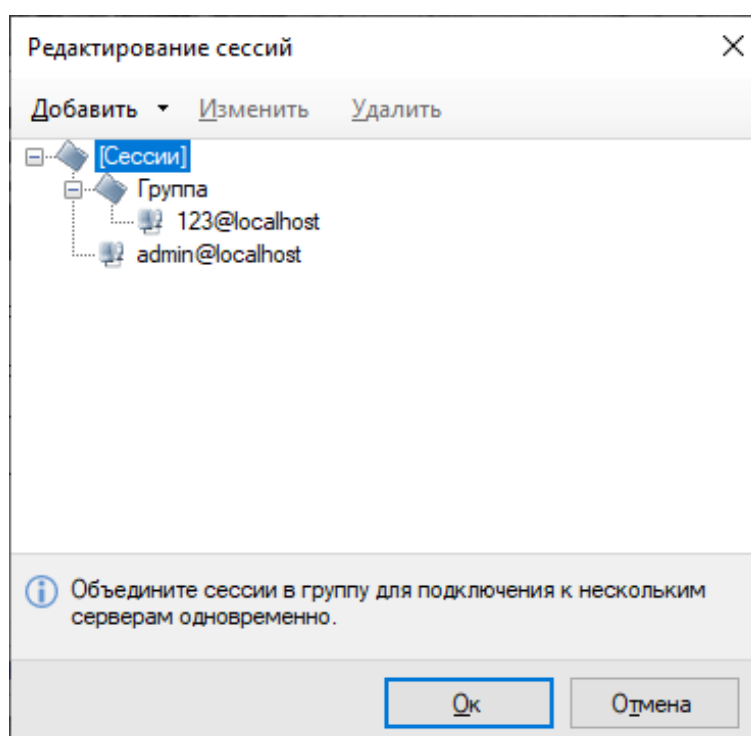 Редактирование сессий
Добавить Изменить Удалить
[Сессии]
Группа
123@localhost
admin@localhost
Объедините сессии в группу для подключения к нескольким
серверам одновременно.
Ок Отмена